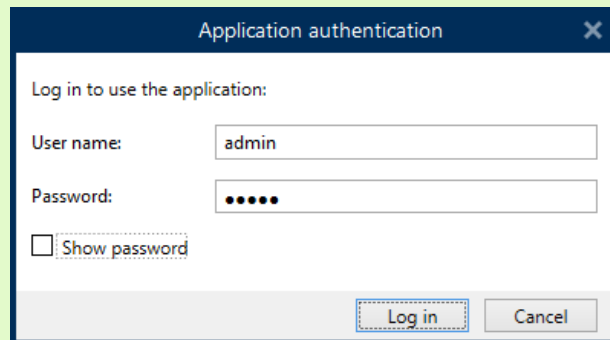 Application authentication
Log in to use the application:
User name: admin
Password: •••••
Show password
Log in Cancel